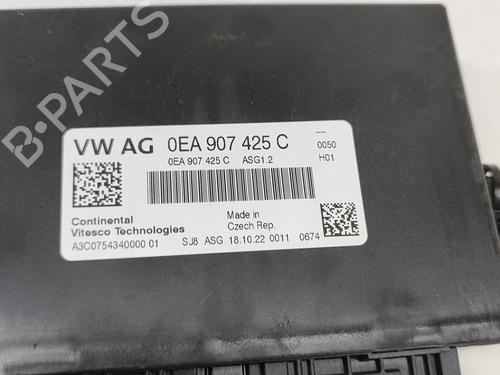 VW AG 0EA 907 425 C
0EA 907 425 C ASG1.2
----
0050
H01
Continental
Vitesco Technologies
A3C0754340000 01
Made in
Czech Rep.
SJ8 ASG 18.10.22 0011 0674
B-PARTS